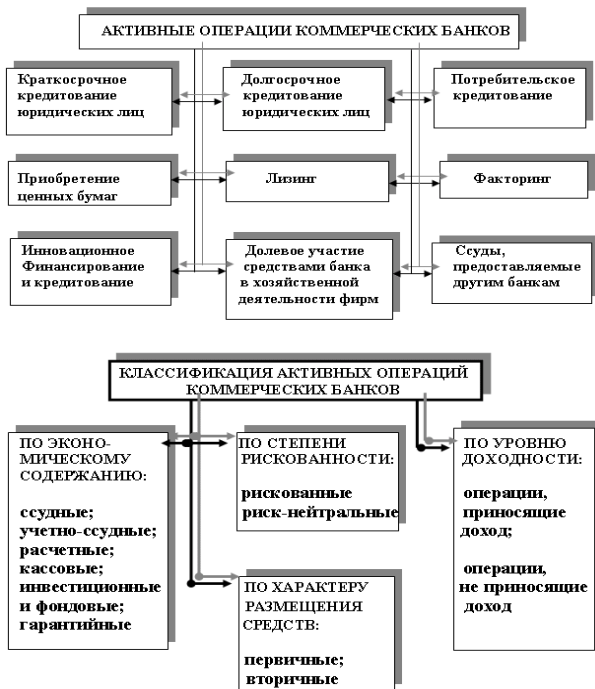 АКТИВНЫЕ ОПЕРАЦИИ КОММЕРЧЕСКИХ БАНКОВ
Краткосрочное
кредитование
юридических лиц
Долгосрочное
кредитование
юридических лиц
Потребительское
кредитование
Приобретение
ценных бумаг
Лизинг
Факторинг
Инновационное
Финансирование
и кредитование
Долевое участие
средствами банка
в хозяйственной
деятельности фирм
Ссуды,
предоставляемые
другим банкам
КЛАССИФИКАЦИЯ АКТИВНЫХ ОПЕРАЦИЙ
КОММЕРЧЕСКИХ БАНКОВ
ПО ЭКОНО-
МИЧЕСКОМУ
СОДЕРЖАНИЮ:
ссудные;
учетно-ссудные;
расчетные;
кассовые;
инвестиционные
и фондовые;
гарантийные
ПО СТЕПЕНИ
РИСКОВАННОСТИ:
рискованные
риск-нейтральные
ПО ХАРАКТЕРУ
РАЗМЕЩЕНИЯ
СРЕДСТВ:
первичные;
вторичные
ПО УРОВНЮ
ДОХОДНОСТИ:
операции,
приносящие
доход;
операции,
не приносящие
доход